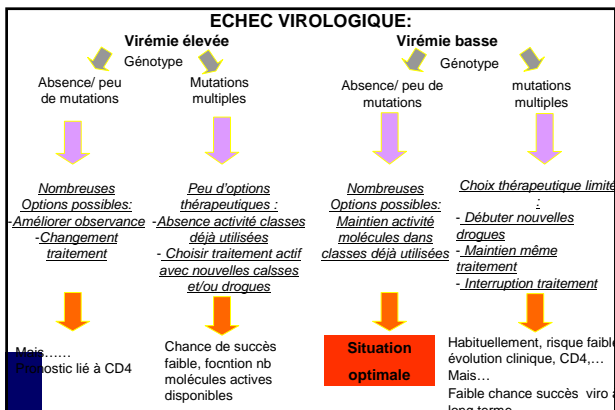 ECHEC VIROLOGIQUE:
Virémie élevée
Génotype
Absence/ peu
de mutations
Mutations
multiples
Nombreuses
Options possibles:
-Améliorer observance
-Changement
traitement
Peu d'options
thérapeutiques :
-Absence activité classes
déjà utilisées
- Choisir traitement actif
avec nouvelles calsses
et/ou drogues
Mais......
Pronostic lié à CD4
Chance de succès
faible, focntion nb
molécules actives
disponibles
Virémie basse
Génotype
Absence/ peu de
mutations
mutations
multiples
Nombreuses
Options possibles:
Maintien activité
molécules dans
classes déjà utilisées
Choix thérapeutique limité
:
- Débuter nouvelles
drogues
- Maintien même
traitement
- Interruption traitement
Situation
optimale
Habituellement, risque faible
évolution clinique, CD4,...
Mais...
Faible chance succès viro à
long terme